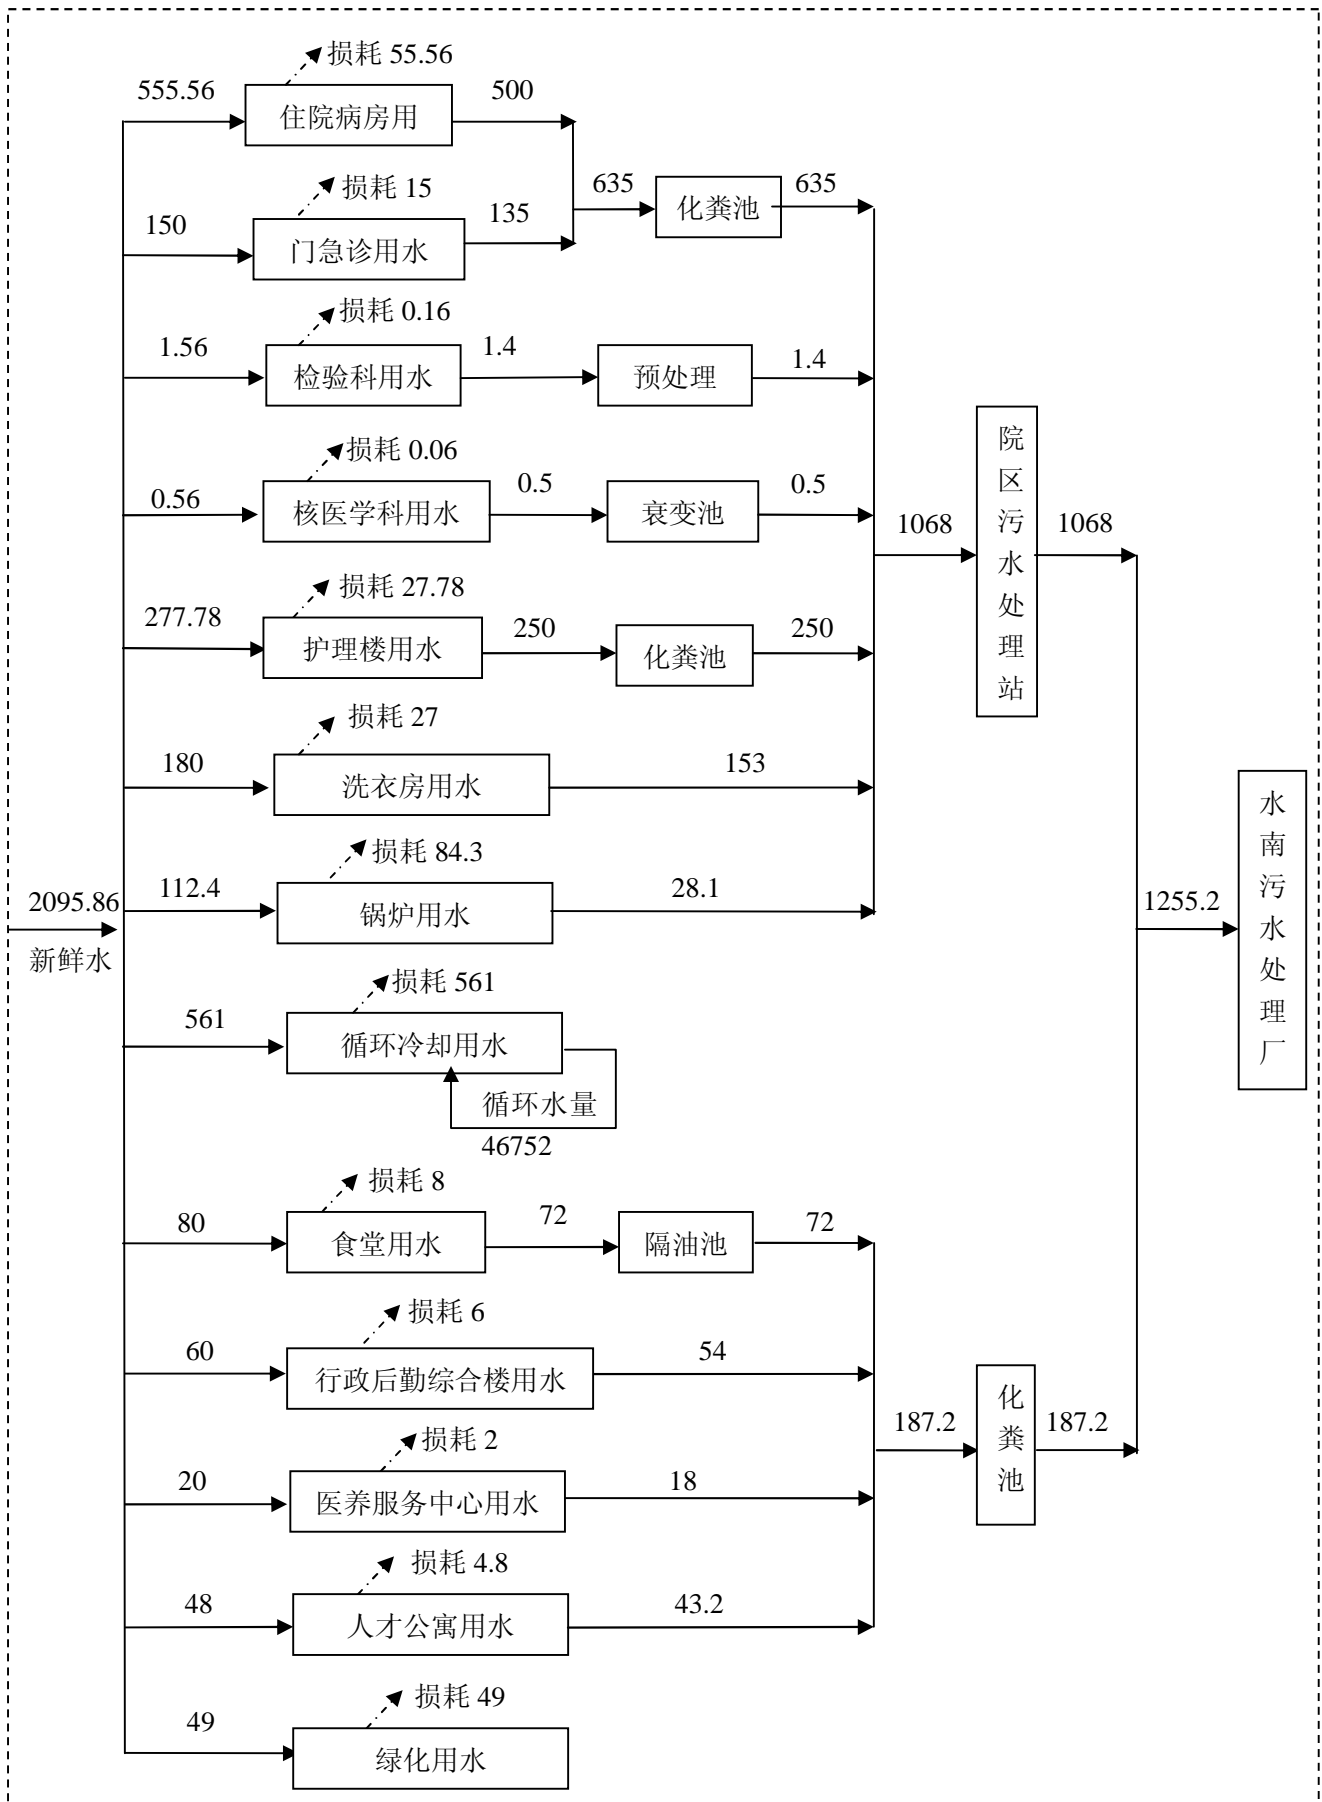 损耗 55.56
555.56
住院病房用
500
损耗 15
150
门急诊用水
135
635
化粪池
635
损耗 0.16
1.56
检验科用水
1.4
预处理
1.4
损耗 0.06
0.56
核医学科用水
0.5
衰变池
0.5
损耗 27.78
277.78
护理楼用水
250
化粪池
250
损耗 27
180
洗衣房用水
153
损耗 84.3
112.4
锅炉用水
28.1
1068
院区污水处理站
1068
2095.86
新鲜水
损耗 561
561
循环冷却用水
循环水量
46752
损耗 8
80
食堂用水
72
隔油池
72
损耗 6
60
行政后勤综合楼用水
54
损耗 2
20
医养服务中心用水
18
损耗 4.8
48
人才公寓用水
43.2
187.2
化粪池
187.2
1255.2
水南污水处理厂
损耗 49
49
绿化用水